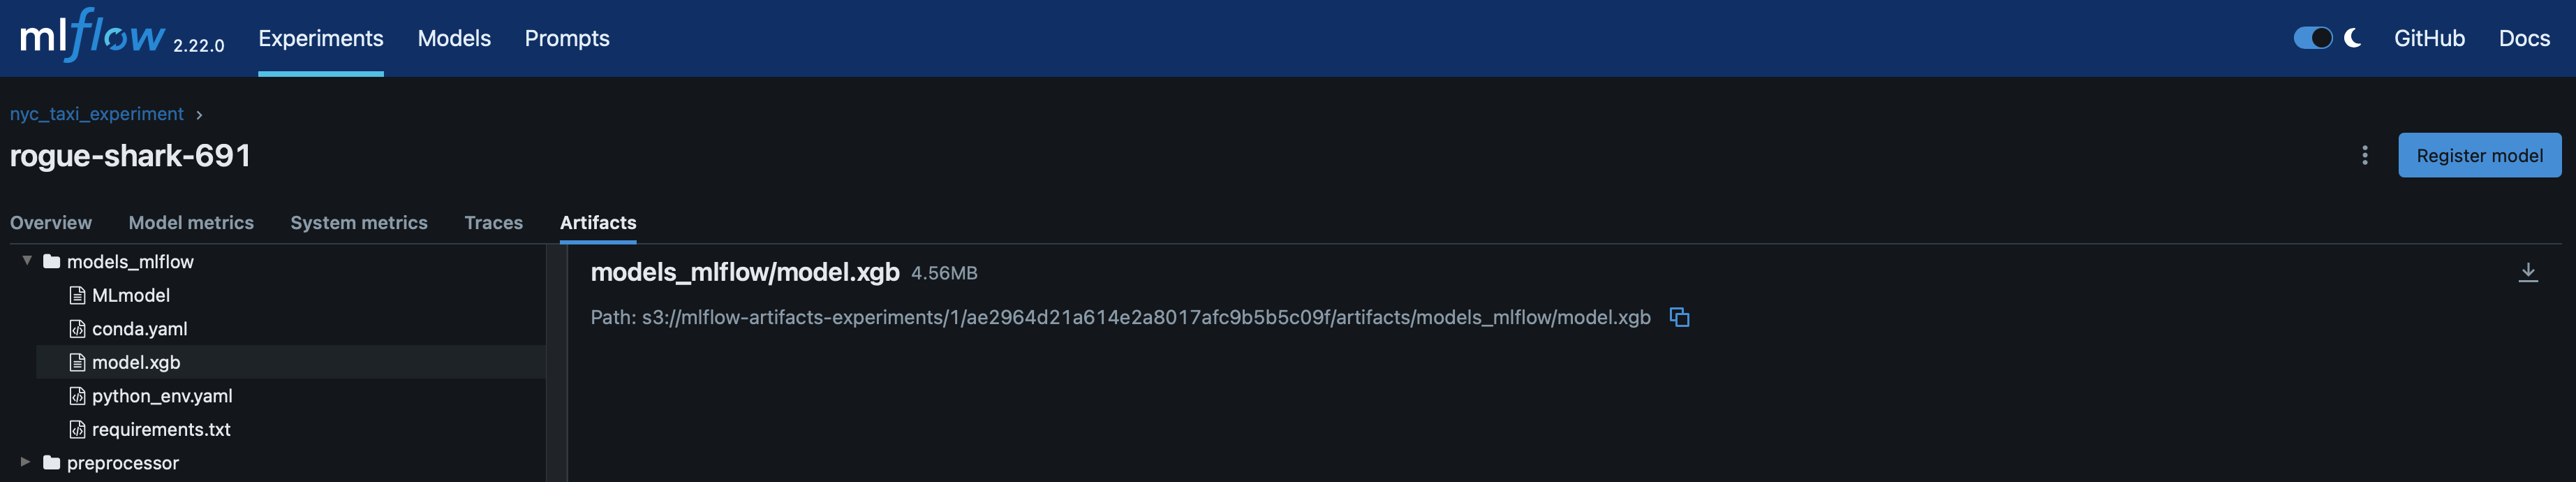 mlflow 2.22.0 Experiments Models Prompts GitHub Docs
nyc_taxi_experiment ›
rogue-shark-691
Register model
Overview Model metrics System metrics Traces Artifacts
models_mlflow
MLmodel
conda.yaml
model.xgb
python_env.yaml
requirements.txt
preprocessor
models_mlflow/model.xgb 4.56MB
Path: s3://mlflow-artifacts-experiments/1/ae2964d21a614e2a8017afc9b5b5c09f/artifacts/models_mlflow/model.xgb